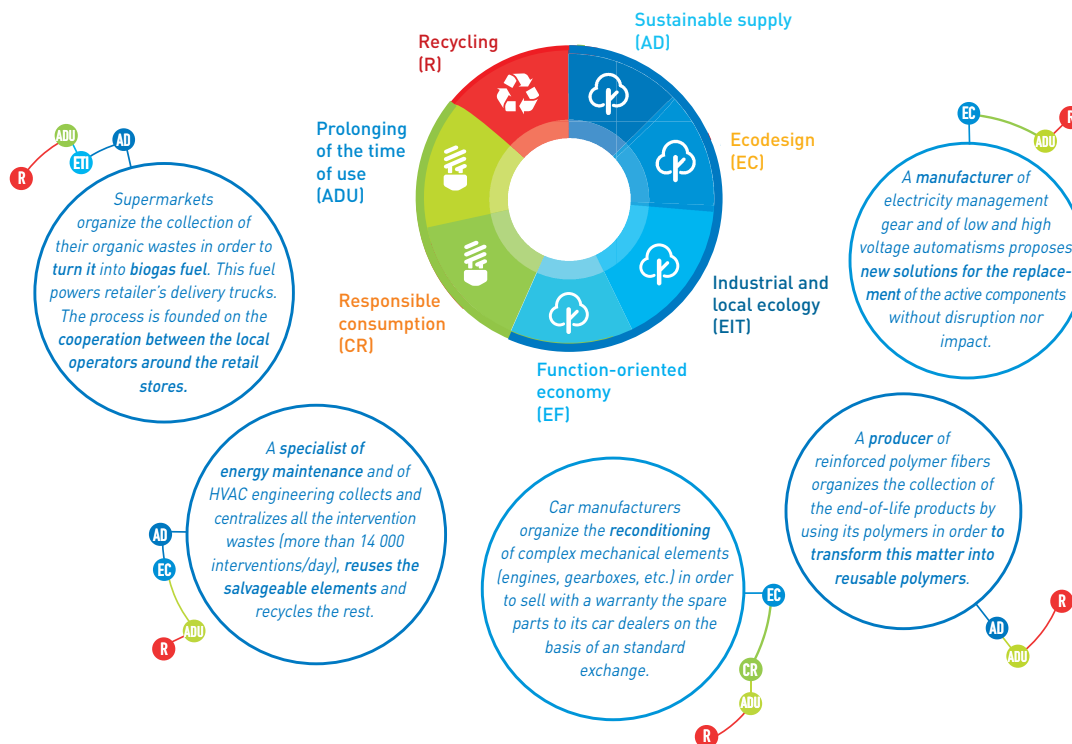 Sustainable supply
(AD)
Recycling
(R)
Prolonging
of the time
of use
(ADU)
Ecodesign
(EC)
Responsible
consumption
(CR)
Industrial and
local ecology
(EIT)
Function-oriented
economy
(EF)
R
ADU
ETI
AD
Supermarkets
organize the collection of
their organic wastes in order to
turn it into biogas fuel. This fuel
powers retailer's delivery trucks.
The process is founded on the
cooperation between the local
operators around the retail
stores.
EC
ADU
R
A manufacturer of
electricity management
gear and of low and high
voltage automatisms proposes
new solutions for the replace-
ment of the active components
without disruption nor
impact.
A specialist of
energy maintenance and of
HVAC engineering collects and
centralizes all the intervention
wastes (more than 14 000
interventions/day), reuses the
salvageable elements and
recycles the rest.
AD
EC
ADU
R
Car manufacturers
organize the reconditioning
of complex mechanical elements
(engines, gearboxes, etc.) in order
to sell with a warranty the spare
parts to its car dealers on the
basis of an standard
exchange.
EC
CR
ADU
R
A producer of
reinforced polymer fibers
organizes the collection of
the end-of-life products by
using its polymers in order to
transform this matter into
reusable polymers.
AD
ADU
R